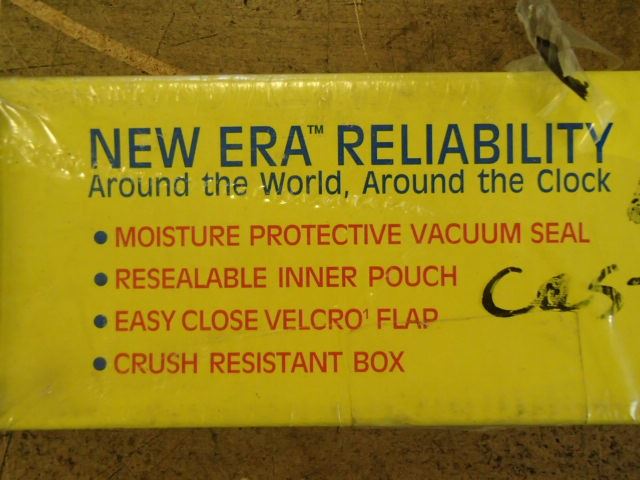 NEW ERA™ RELIABILITY
Around the World, Around the Clock
• MOISTURE PROTECTIVE VACUUM SEAL
• RESEALABLE INNER POUCH
• EASY CLOSE VELCRO¹ FLAP
• CRUSH RESISTANT BOX